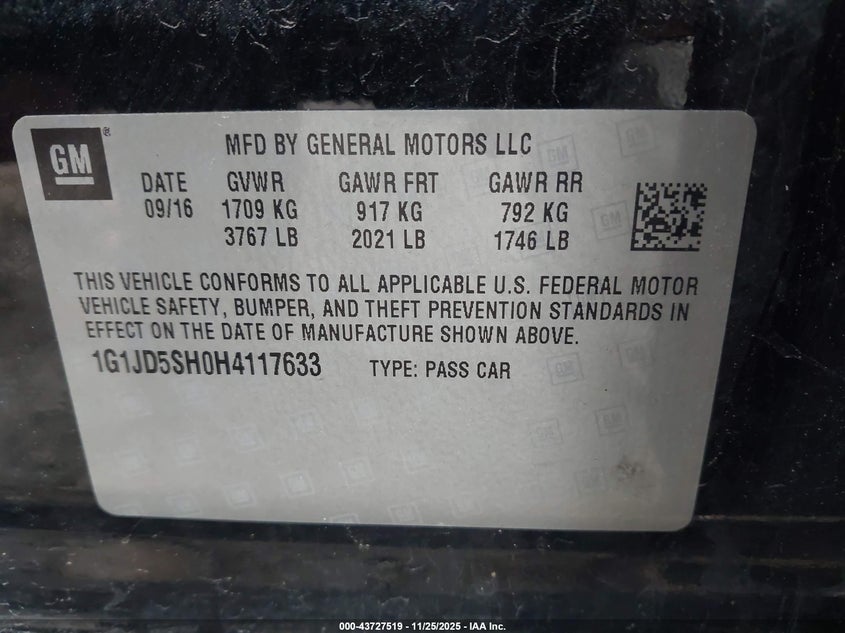 GM®
MFD BY GENERAL MOTORS LLC
DATE GVWR GAWR FRT GAWR RR
09/16 1709 KG 917 KG 792 KG
3767 LB 2021 LB 1746 LB
THIS VEHICLE CONFORMS TO ALL APPLICABLE U.S. FEDERAL MOTOR
VEHICLE SAFETY, BUMPER, AND THEFT PREVENTION STANDARDS IN
EFFECT ON THE DATE OF MANUFACTURE SHOWN ABOVE.
1G1JD5SH0H4117633 TYPE: PASS CAR
000-43727519 - 11/25/2025 - IAA Inc.